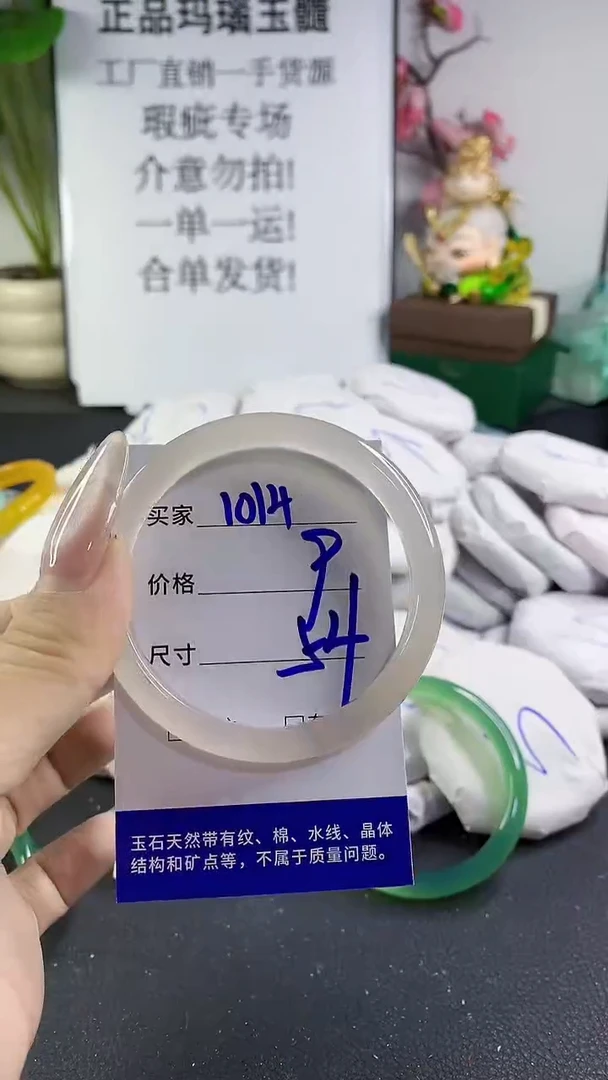 正品玛瑙玉髓
工厂直销一手货源
瑕疵专场
介意勿拍!
一单一运!
合单发货!
买家 1014
价格
尺寸 54
玉石天然带有纹、棉、水线、晶体
结构和矿点等，不属于质量问题。